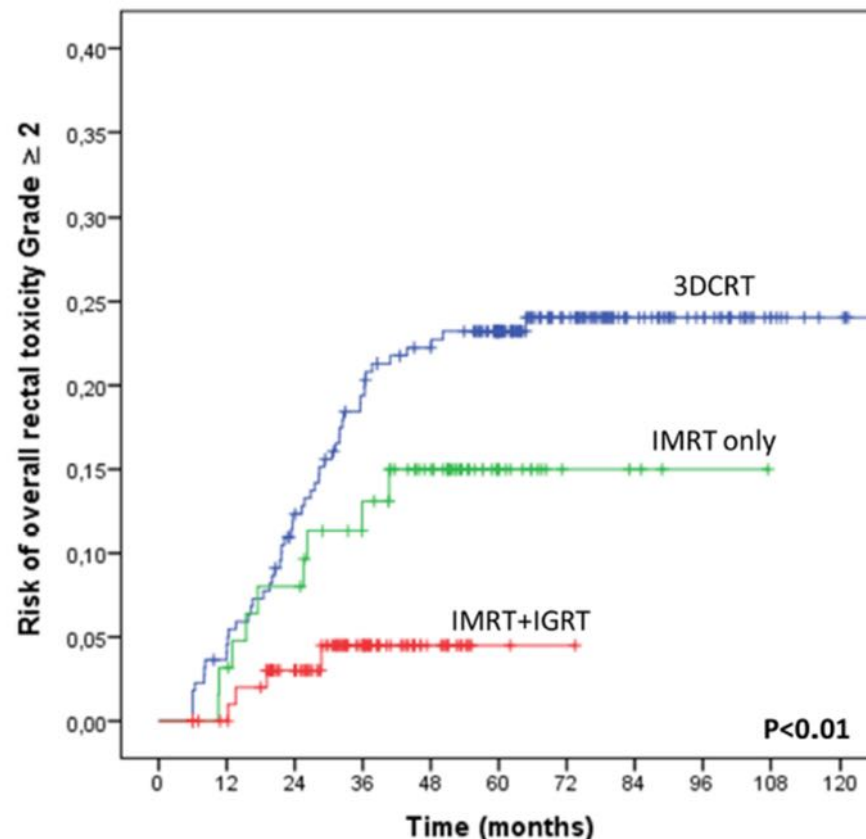 Risk of overall rectal toxicity Grade ≥ 2
0,40
0,35
0,30
0,25
0,20
0,15
0,10
0,05
0,00
3DCRT
IMRT only
IMRT+IGRT
P<0.01
0 12 24 36 48 60 72 84 96 108 120
Time (months)